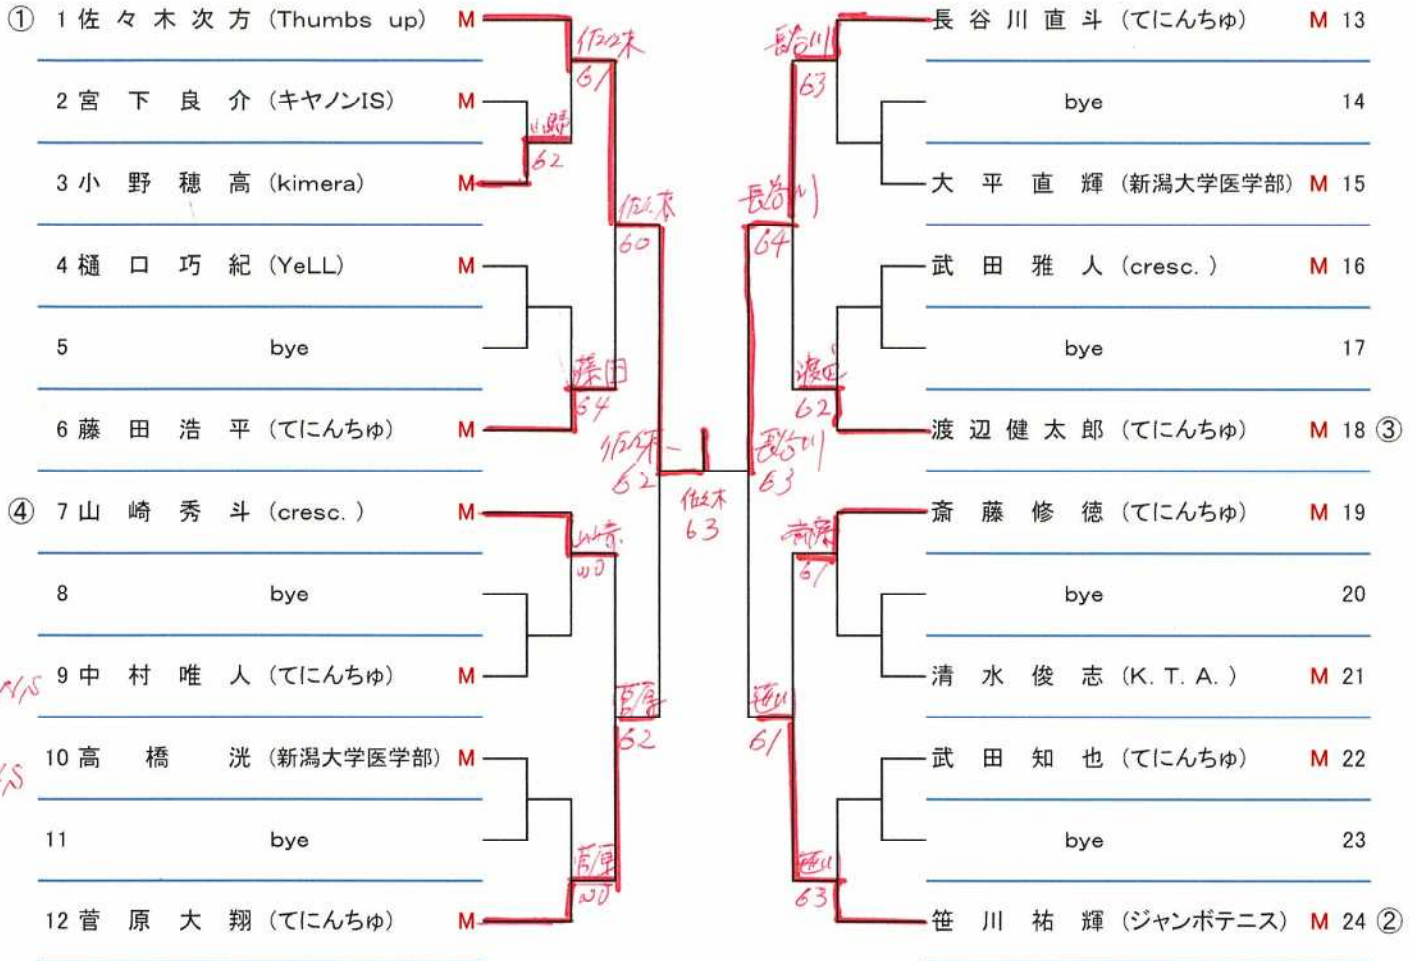 ① 1 佐々木次方 (Thumbs up) M
2 宮下良介 (キヤノンIS) M
3 小野穂高 (kimera) M
4 樋口巧紀 (YeLL) M
5 bye
6 藤田浩平 (てにんちゅ) M
④ 7 山崎秀斗 (cresc.) M
8 bye
N/S 9 中村唯人 (てにんちゅ) M
10 高橋洸 (新潟大学医学部) M
11 bye
12 菅原大翔 (てにんちゅ) M
佐々木
61
62
佐々木
60
藤田
64
佐々木
62
山崎
WO
菅原
62
菅原
WO
佐々木
63
長谷川
63
長谷川
64
渡辺
62
長谷川
63
61
笹川
61
笹川
63
長谷川直斗 (てにんちゅ) M 13
bye 14
大平直輝 (新潟大学医学部) M 15
武田雅人 (cresc.) M 16
bye 17
渡辺健太郎 (てにんちゅ) M 18 ③
斎藤修徳 (てにんちゅ) M 19
bye 20
清水俊志 (K.T.A.) M 21
武田知也 (てにんちゅ) M 22
bye 23
笹川祐輝 (ジャンボテニス) M 24 ②